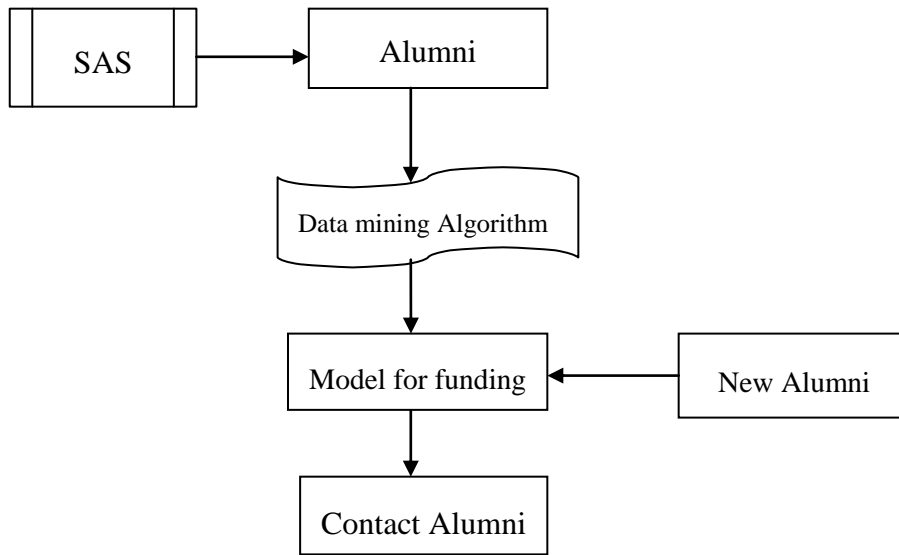 SAS
Alumni
Data mining Algorithm
Model for funding
New Alumni
Contact Alumni